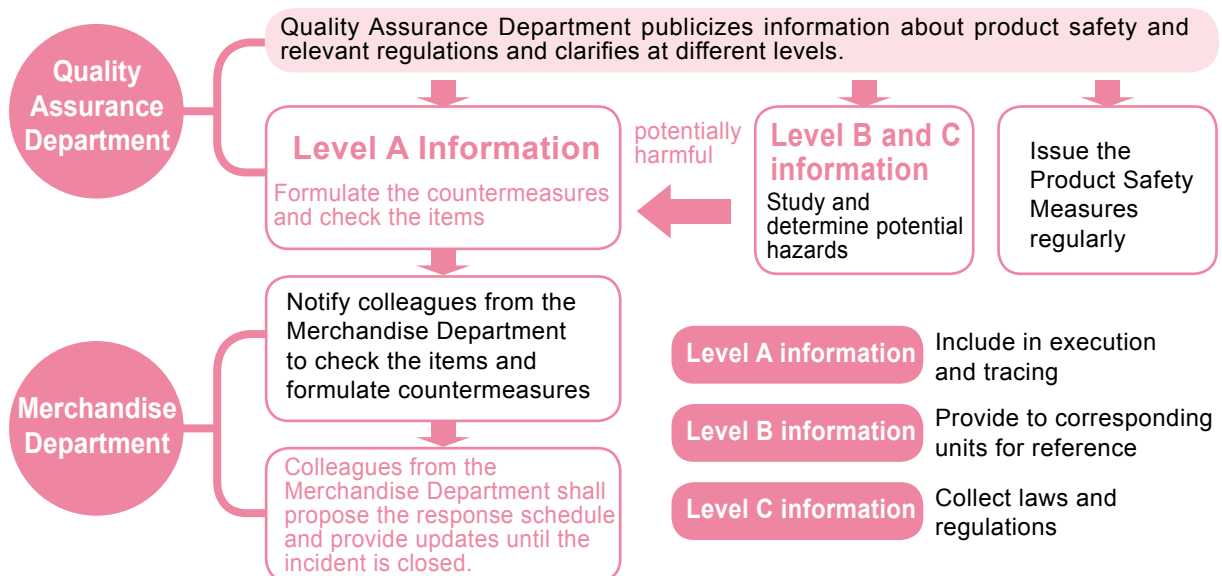 Quality
Assurance
Department
Quality Assurance Department publicizes information about product safety and
relevant regulations and clarifies at different levels.
Level A Information
Formulate the countermeasures
and check the items
potentially
harmful
Level B and C
information
Study and
determine potential
hazards
Issue the
Product Safety
Measures
regularly
Merchandise
Department
Notify colleagues from the
Merchandise Department
to check the items and
formulate countermeasures
Colleagues from the
Merchandise Department shall
propose the response schedule
and provide updates until the
incident is closed.
Level A information
Include in execution
and tracing
Level B information
Provide to corresponding
units for reference
Level C information
Collect laws and
regulations